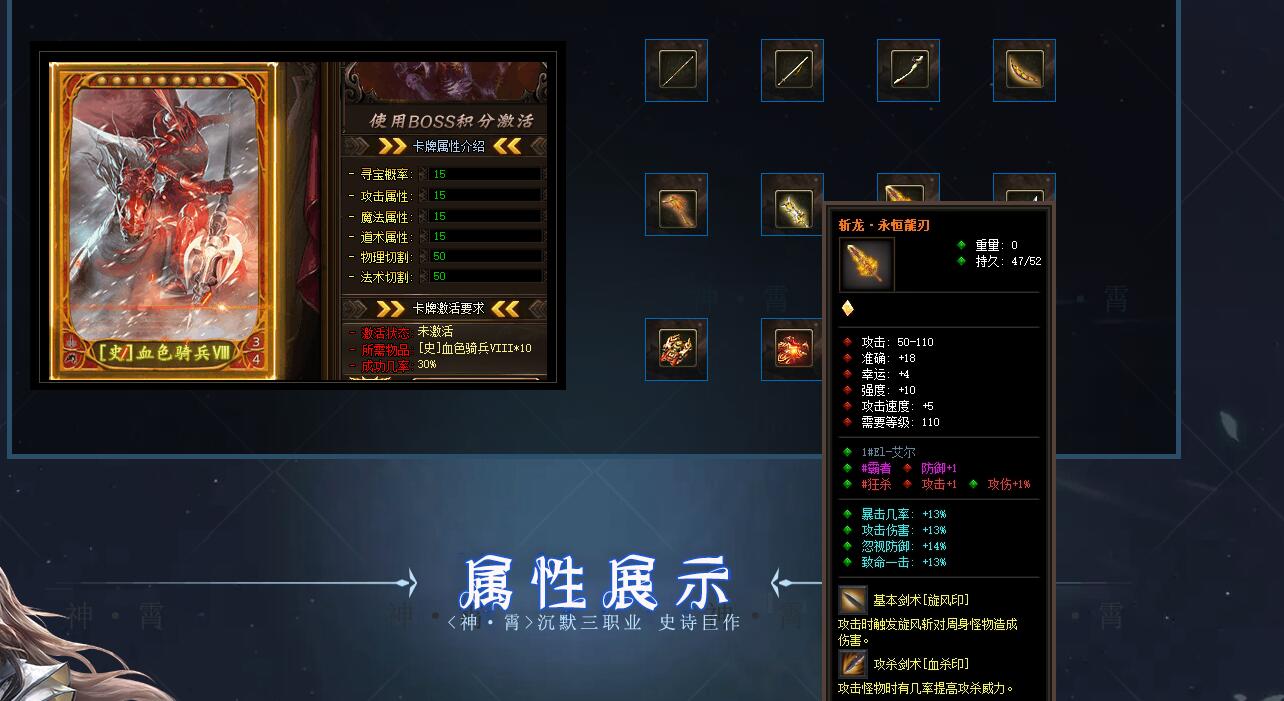 使用BOSS积分激活
卡牌属性介绍
- 寻宝概率: 15
- 攻击属性: 15
- 魔法属性: 15
- 道术属性: 15
- 物理切割: 50
- 法术切割: 50
卡牌激活要求
- 激活状态 未激活
- 所需物品 [史]血色骑兵VIII*10
- 成功几率 30%
[史]血色骑兵VIII
3
4
斩龙·永恒龍刃
重量: 0
持久: 47/52
攻击: 50-110
准确: +18
幸运: +4
强度: +10
攻击速度: +5
需要等级: 110
1#El-艾尔
#霸者 防御+1
#狂杀 攻击+1 攻伤+1%
暴击几率: +13%
攻击伤害: +13%
忽视防御: +14%
致命一击: +13%
基本剑术[旋风印]
攻击时触发旋风斩对周身怪物造成
伤害。
攻杀剑术[血杀印]
攻击怪物时有几率提高攻杀威力。
属性展示
<神·霄>沉默三职业 史诗巨作
神·霄
神·霄